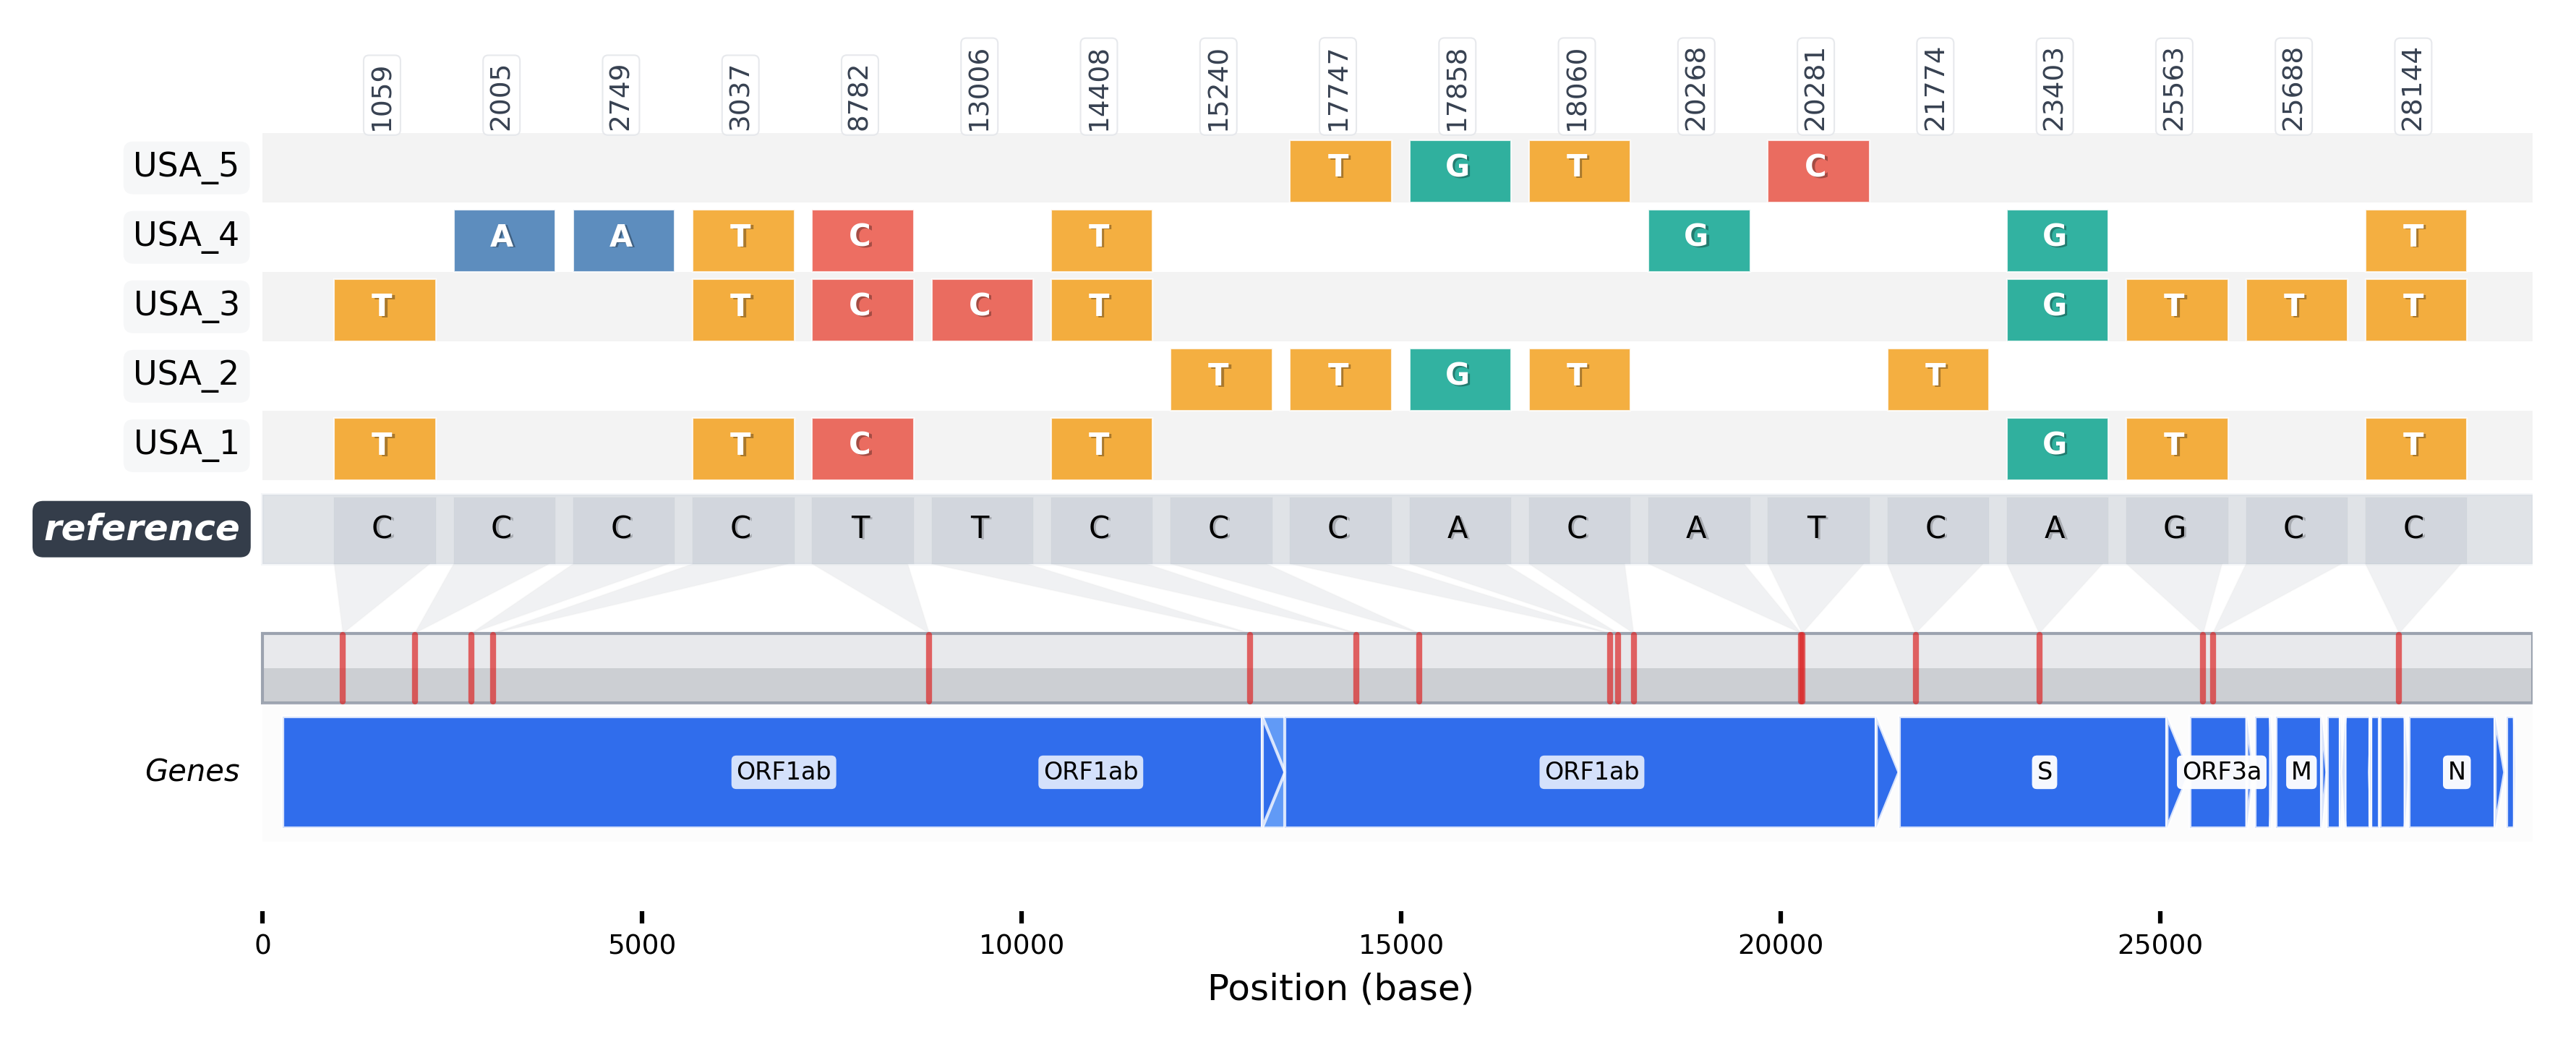 1059 2005 2749 3037 8782 13006 14408 15240 17747 17858 18060 20268 20281 21774 23403 25563 25688 28144
USA_5 T G T C
USA_4 A A T C T G G T
USA_3 T T C C T G T T T
USA_2 T T G T T
USA_1 T T C T G T T
reference C C C C T T C C C A C A T C A G C C
Genes ORF1ab ORF1ab ORF1ab S ORF3a M N
0 5000 10000 15000 20000 25000
Position (base)